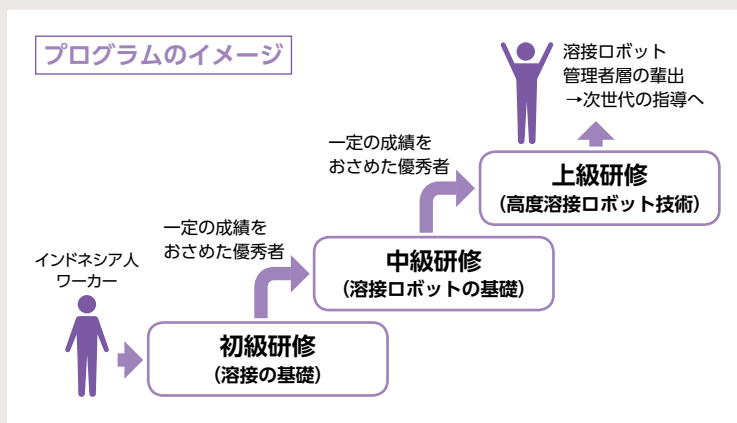 プログラムのイメージ
溶接ロボット
管理者層の輩出
→次世代の指導へ
一定の成績を
おさめた優秀者
上級研修
(高度溶接ロボット技術)
一定の成績を
おさめた優秀者
中級研修
(溶接ロボットの基礎)
インドネシア人
ワーカー
初級研修
(溶接の基礎)